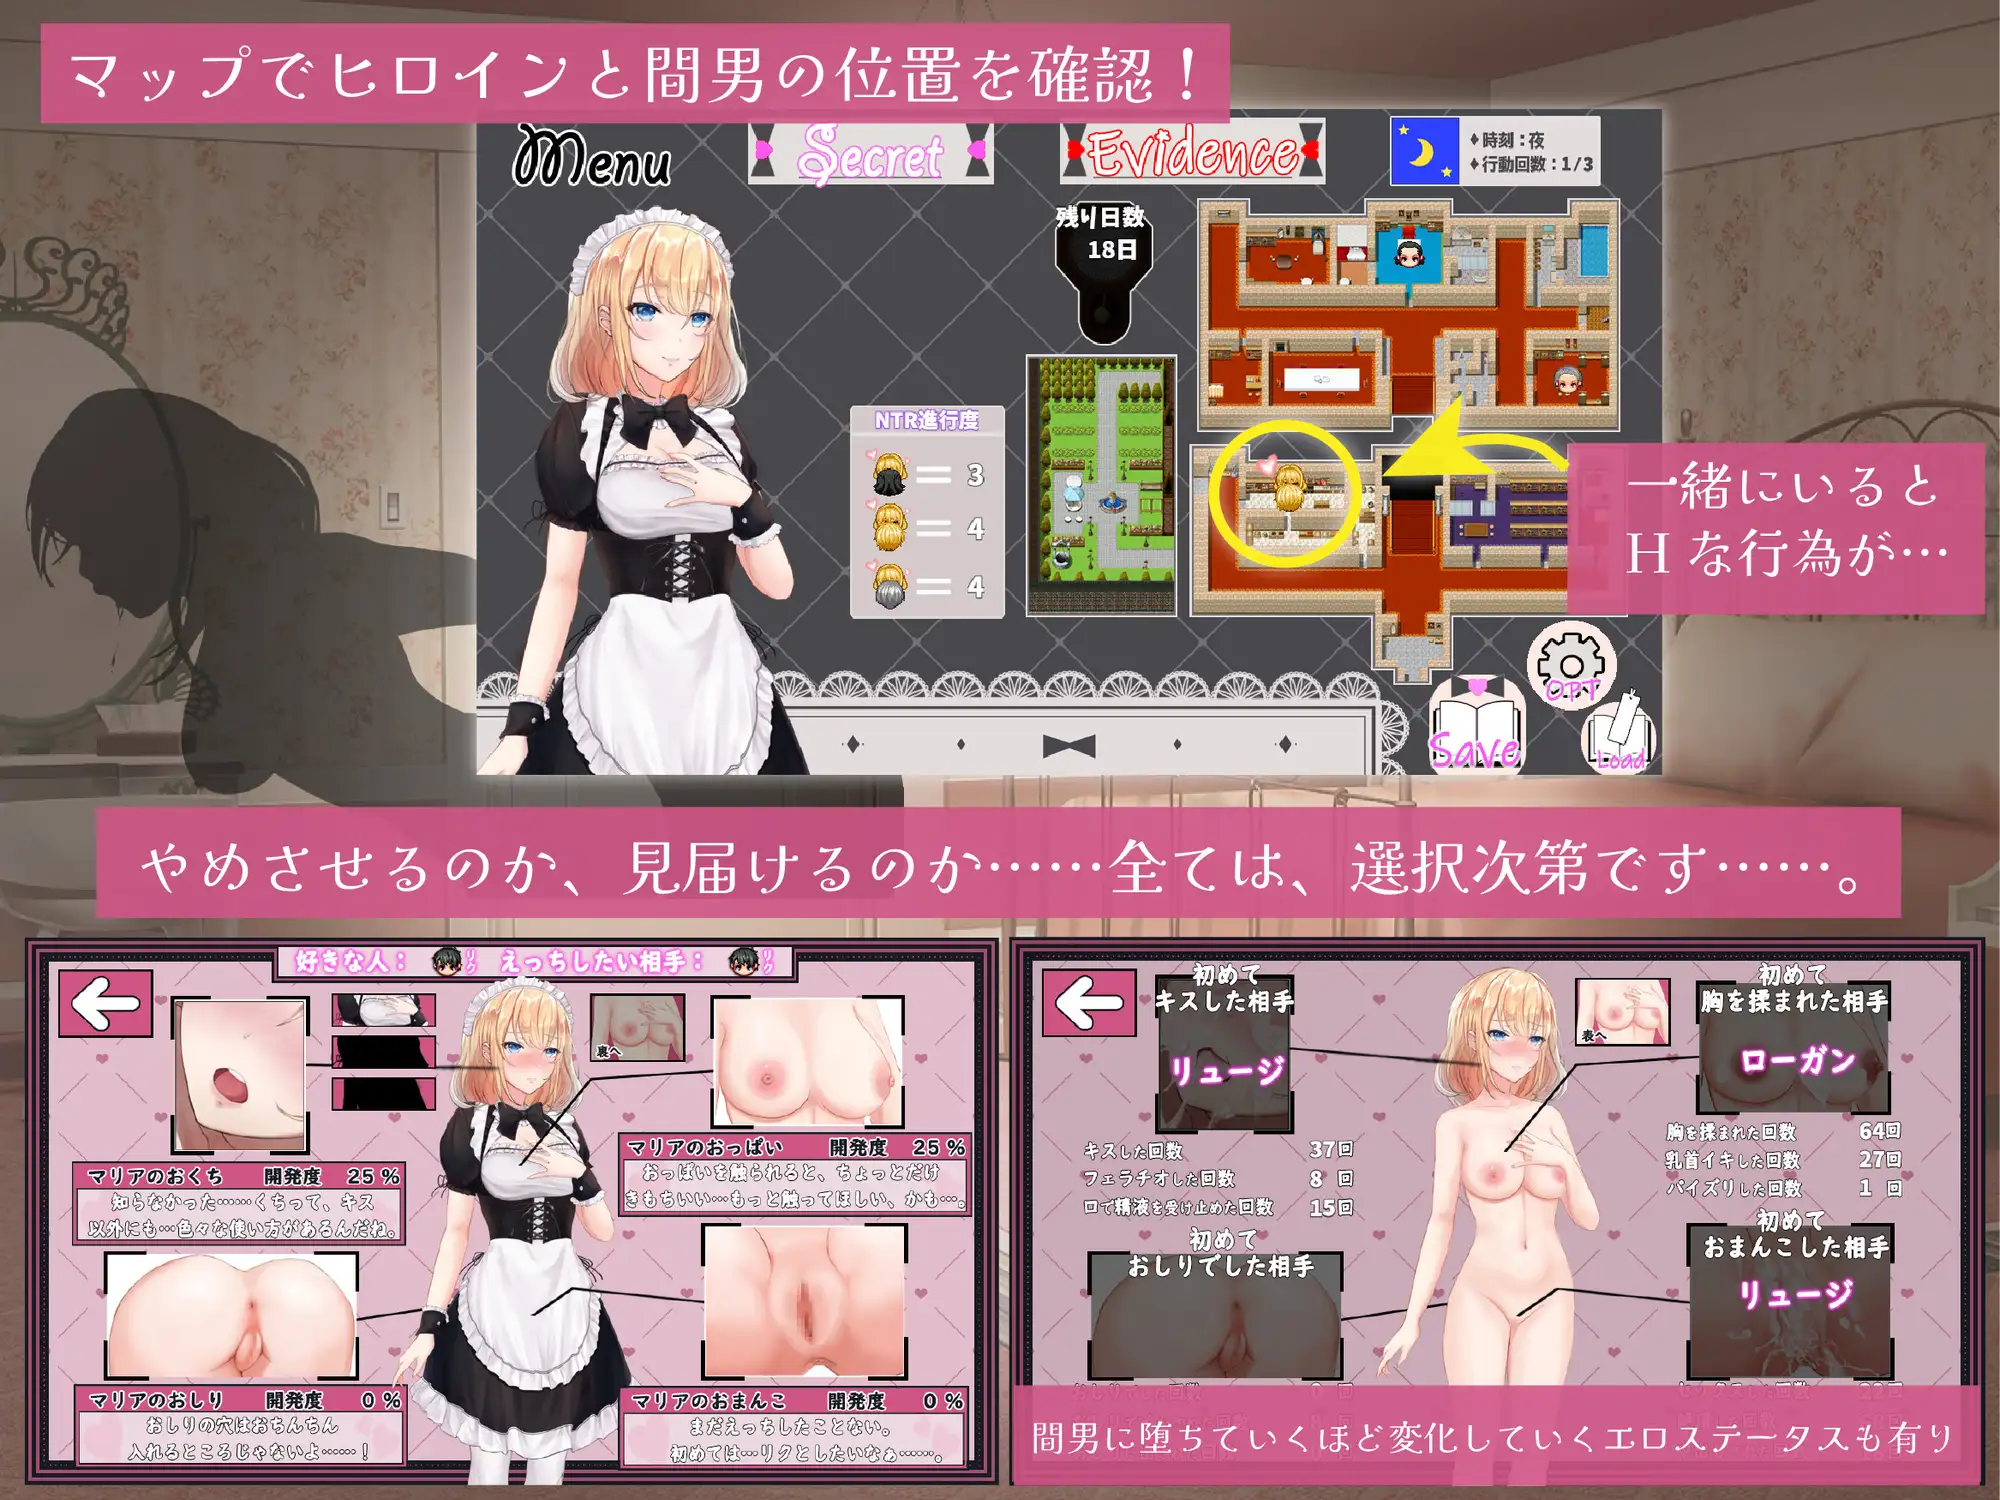 マップでヒロインと間男の位置を確認！
Menu
Secret
Evidence
♦時刻：夜
♦行動回数：1/3
残り日数
18日
NTR進行度
3
4
4
一緒にいると
Hな行為が…
OPT
Save
Load
やめさせるのか、見届けるのか……全ては、選択次第です……。
好きな人： リク えっちしたい相手： リク
裏へ
マリアのおくち 開発度 25 %
知らなかった……くちって、キス
以外にも…色々な使い方があるんだね。
マリアのおっぱい 開発度 25 %
おっぱいを触られると、ちょっとだけ
きもちいい…もっと触ってほしい、かも…。
マリアのおしり 開発度 0 %
おしりの穴はおちんちん
入れるところじゃないよ……！
マリアのおまんこ 開発度 0 %
まだえっちしたことない。
初めては…リクとしたいなぁ……。
初めて
キスした相手
リュージ
表へ
初めて
胸を揉まれた相手
ローガン
キスした回数 37回
フェラチオした回数 8 回
口で精液を受け止めた回数 15回
胸を揉まれた回数 64回
乳首イキした回数 27回
パイズリした回数 1 回
初めて
おしりでした相手
初めて
おまんこした相手
リュージ
間男に堕ちていくほど変化していくエロステータスも有り